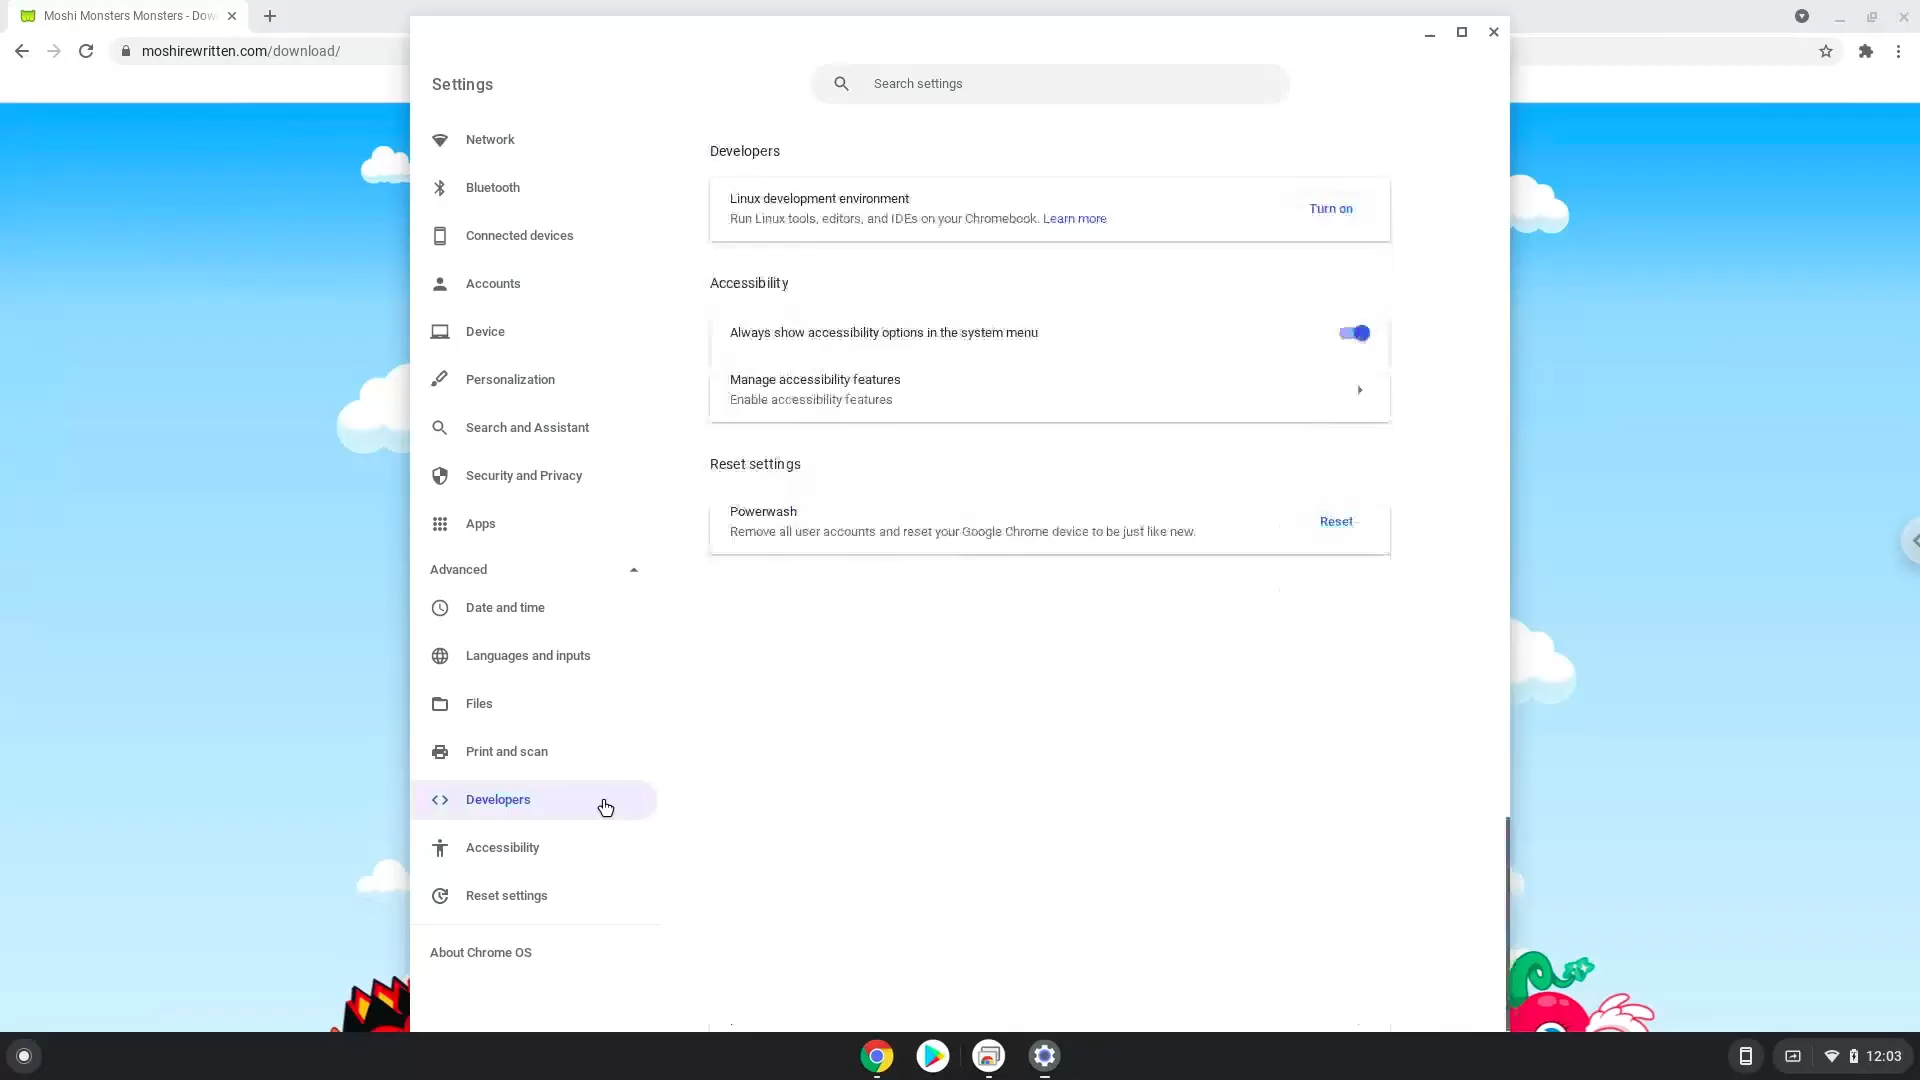 Moshi Monsters Monsters - Dow
moshirewritten.com/download/
Settings
Search settings
Network
Bluetooth
Connected devices
Accounts
Device
Personalization
Search and Assistant
Security and Privacy
Apps
Advanced
Date and time
Languages and inputs
Files
Print and scan
Developers
Accessibility
Reset settings
About Chrome OS
Developers
Linux development environment
Run Linux tools, editors, and IDEs on your Chromebook. Learn more
Turn on
Accessibility
Always show accessibility options in the system menu
Manage accessibility features
Enable accessibility features
Reset settings
Powerwash
Remove all user accounts and reset your Google Chrome device to be just like new.
Reset
12:03